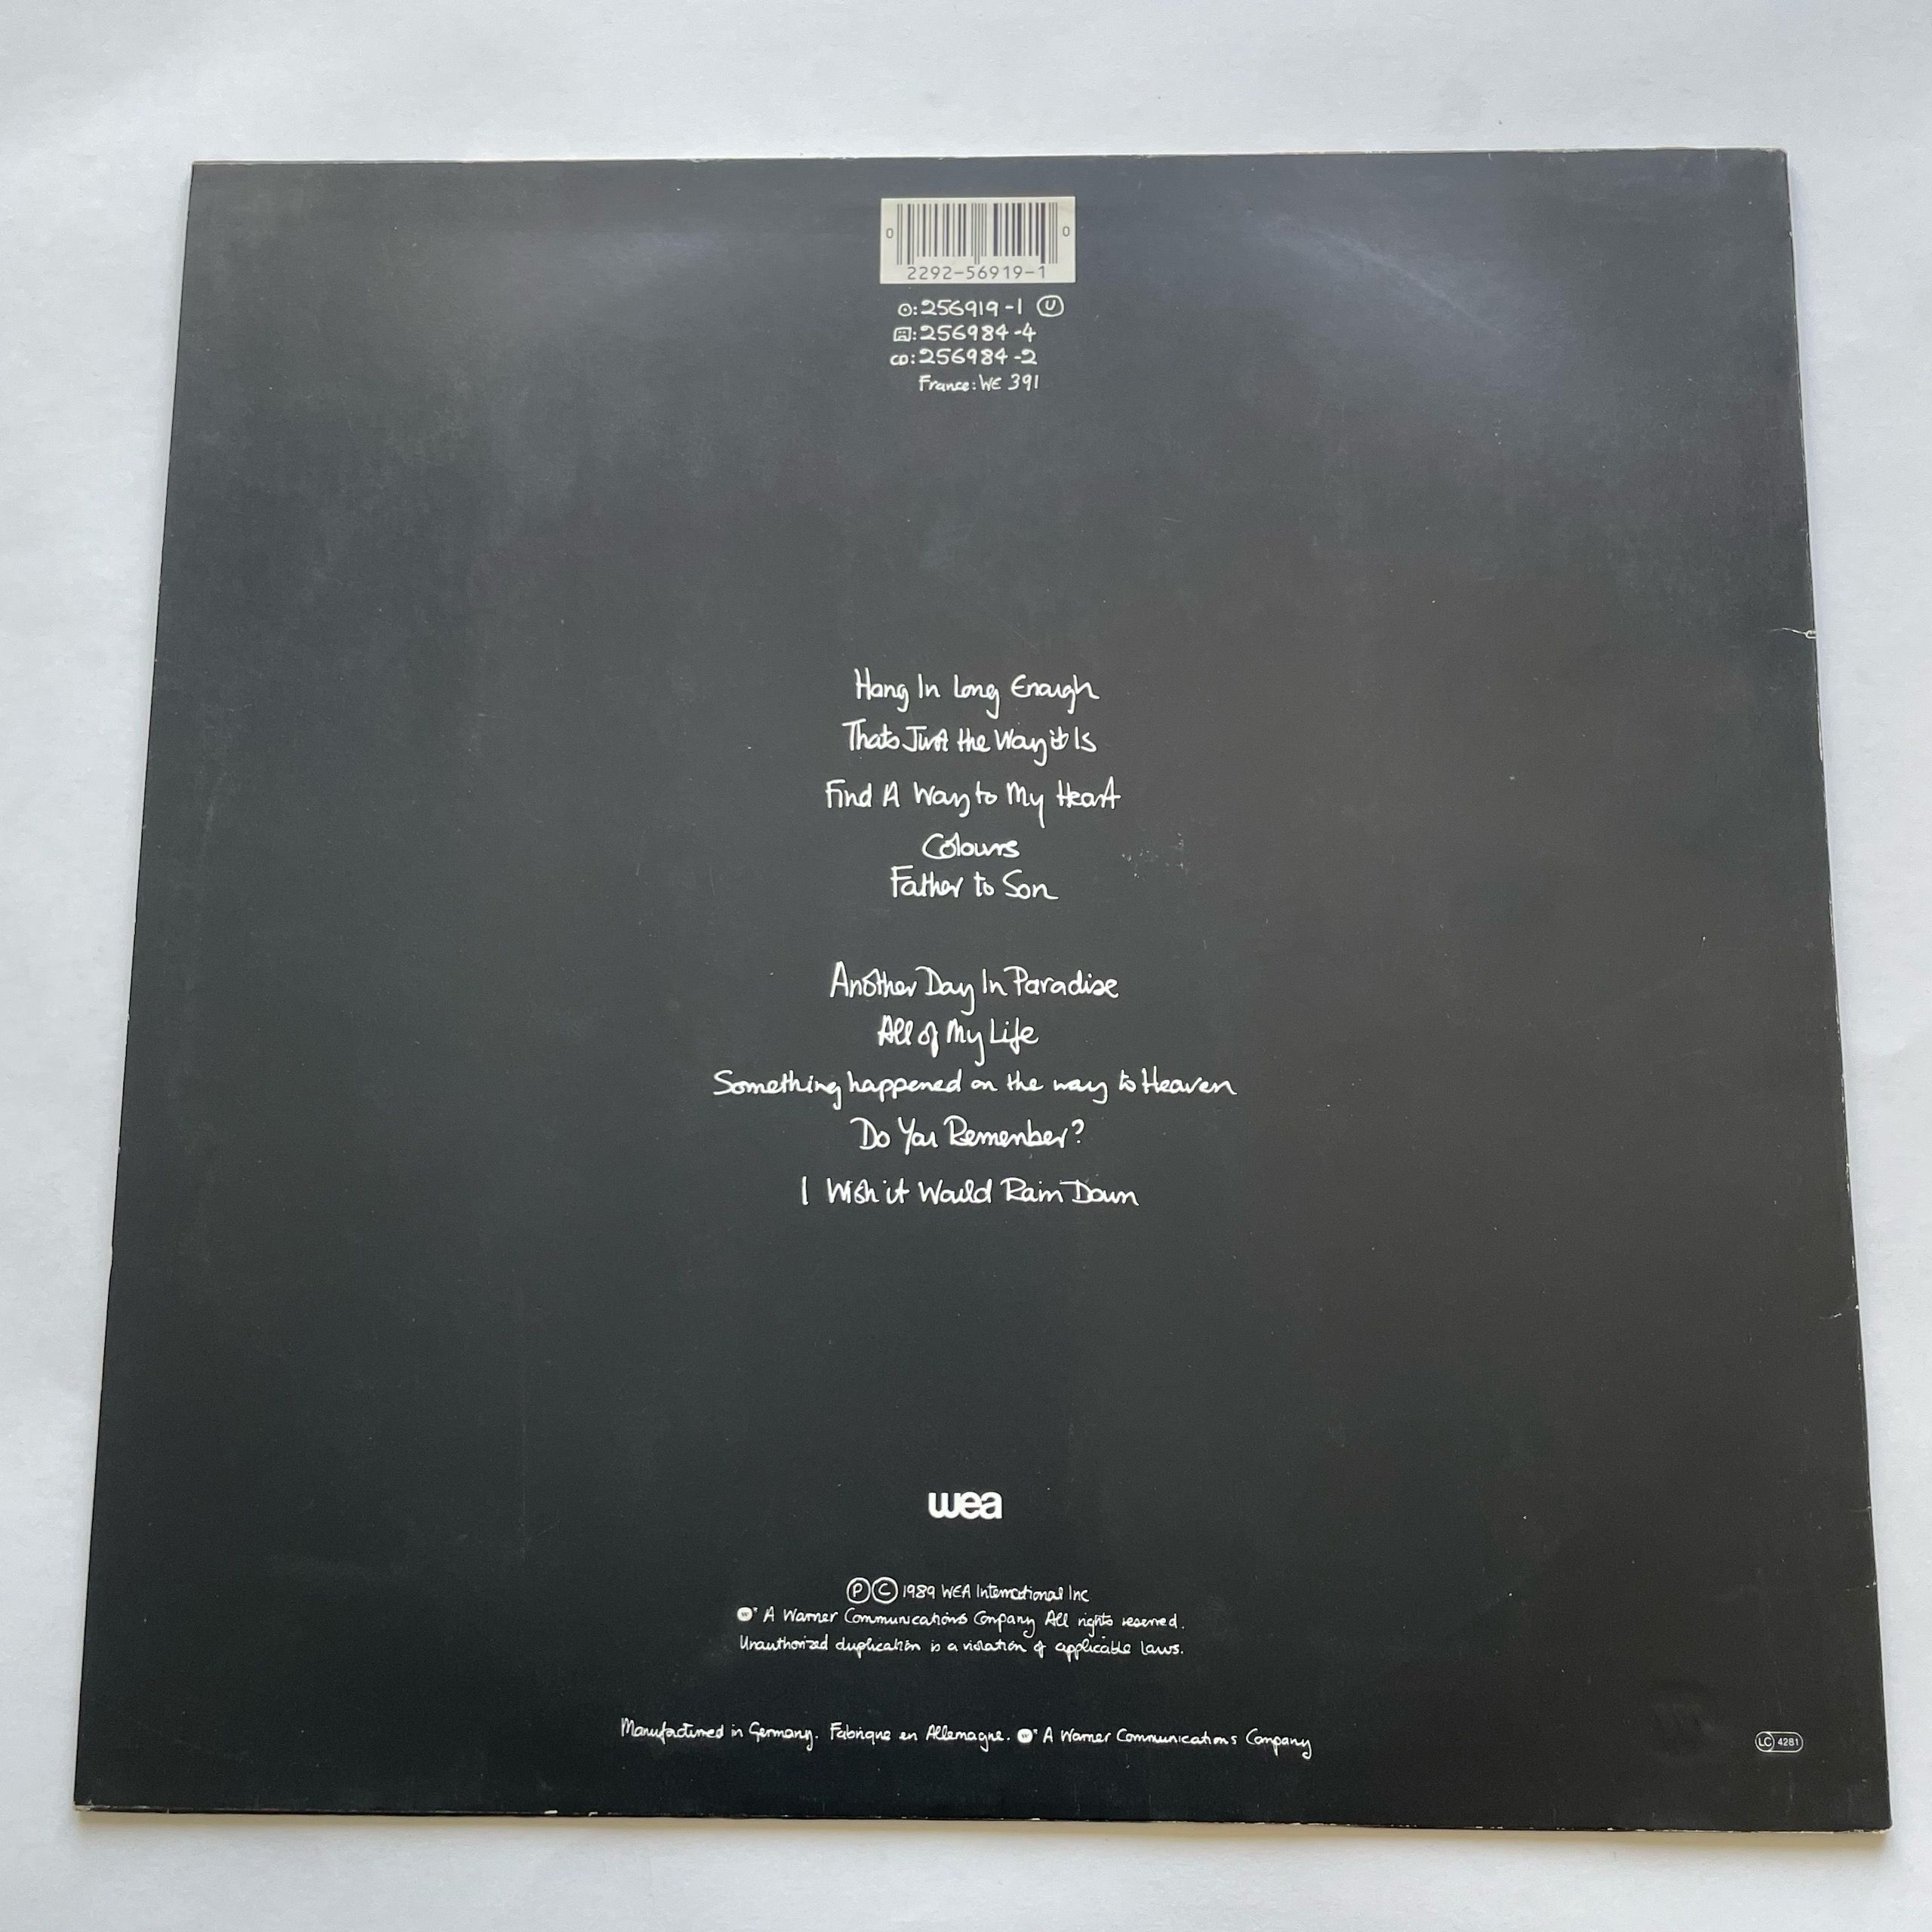 0 0
2292-56919-1
:256919-1 U
:256984-4
CD:256984-2
France: WE 391
Hang In Long Enough
Thats Just the Way it Is
Find A Way to My Heart
Colours
Father to Son
Another Day In Paradise
All of My Life
Something happened on the way to Heaven
Do You Remember?
I Wish it Would Rain Down
wea
Ⓟ © 1989 WEA International Inc
A Warner Communications Company All rights reserved.
Unauthorized duplication is a violation of applicable laws.
Manufactured in Germany. Fabrique en Allemagne. A Warner Communications Company
LC 4281